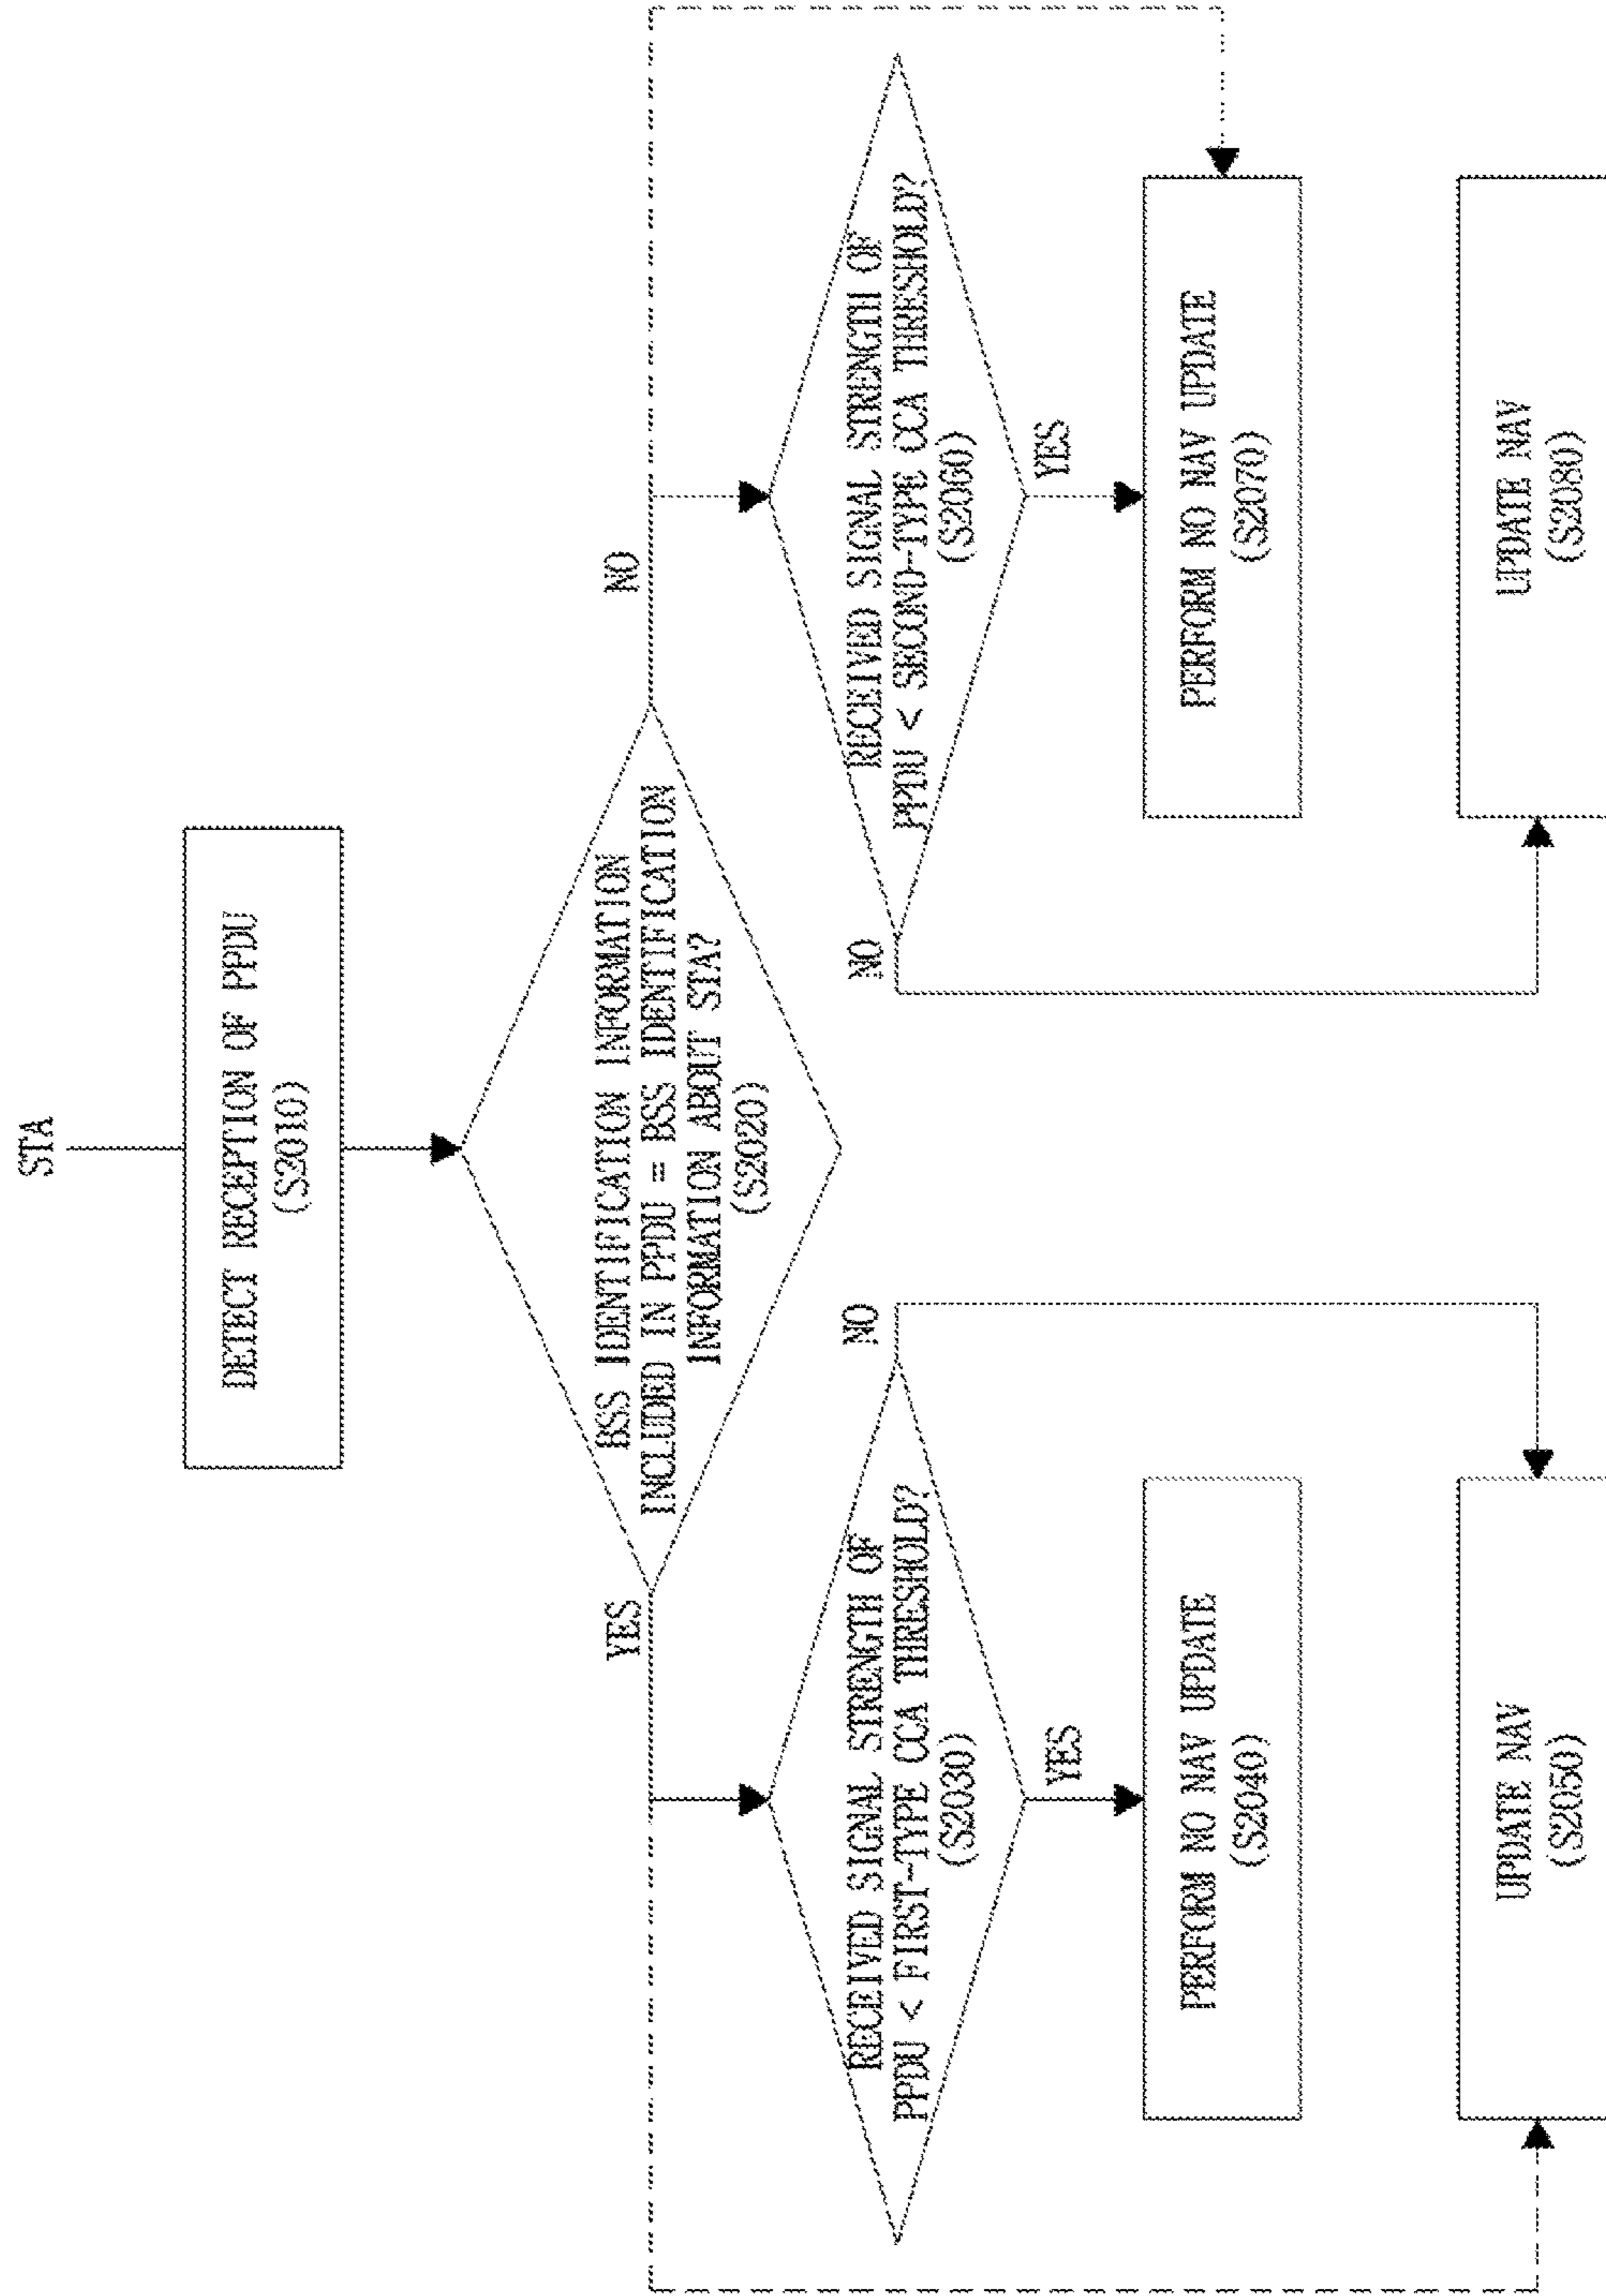 STA
DETECT RECEPTION OF PPDU
(S2010)
BSS IDENTIFICATION INFORMATION
INCLUDED IN PPDU = BSS IDENTIFICATION
INFORMATION ABOUT STA?
(S2020)
YES
NO
RECEIVED SIGNAL STRENGTH OF
PPDU < FIRST-TYPE CCA THRESHOLD?
(S2030)
NO
YES
PERFORM NO NAV UPDATE
(S2040)
UPDATE NAV
(S2050)
RECEIVED SIGNAL STRENGTH OF
PPDU < SECOND-TYPE CCA THRESHOLD?
(S2060)
NO
YES
PERFORM NO NAV UPDATE
(S2070)
UPDATE NAV
(S2080)